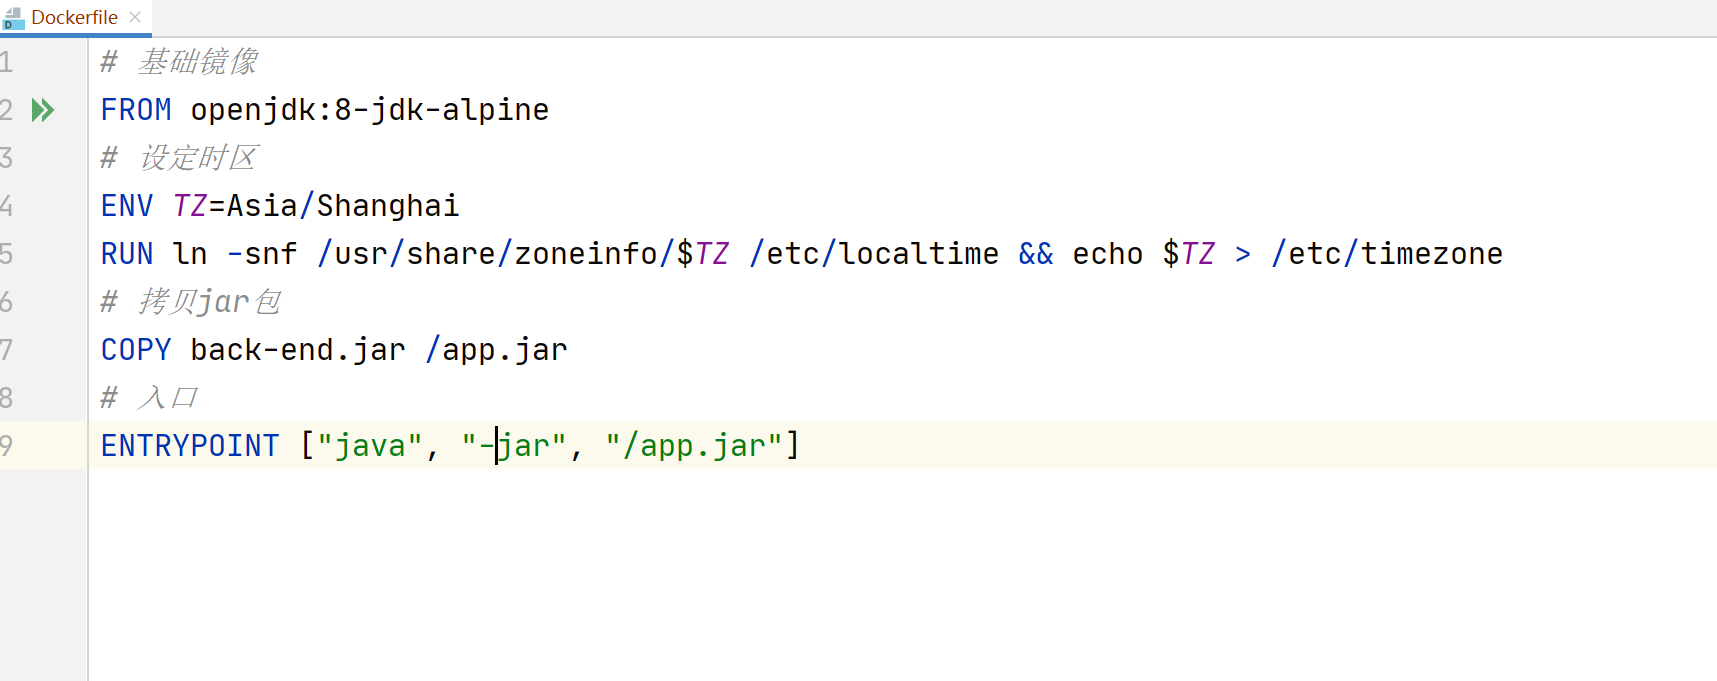 Dockerfile
1 # 基础镜像
2 FROM openjdk:8-jdk-alpine
3 # 设定时区
4 ENV TZ=Asia/Shanghai
5 RUN ln -snf /usr/share/zoneinfo/$TZ /etc/localtime && echo $TZ > /etc/timezone
6 # 拷贝jar包
7 COPY back-end.jar /app.jar
8 # 入口
9 ENTRYPOINT ["java", "-jar", "/app.jar"]